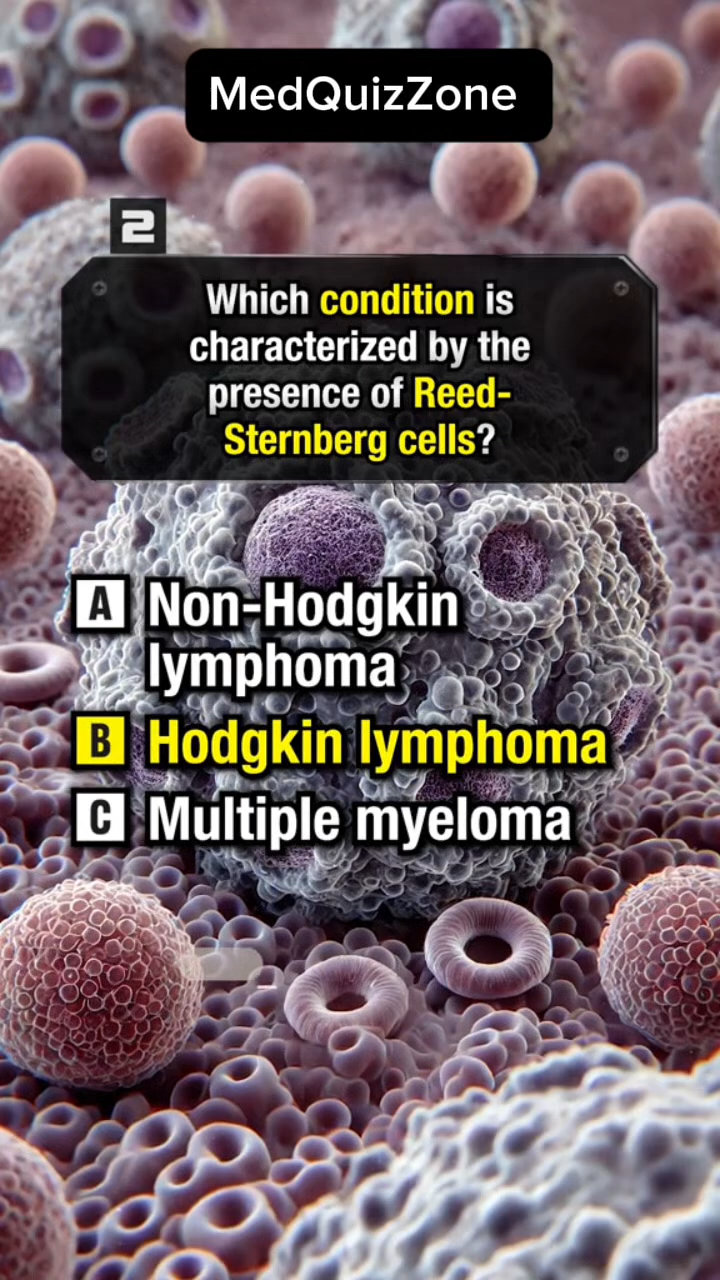 MedQuizZone
2
Which condition is
characterized by the
presence of Reed-
Sternberg cells?
A Non-Hodgkin
lymphoma
B Hodgkin lymphoma
C Multiple myeloma